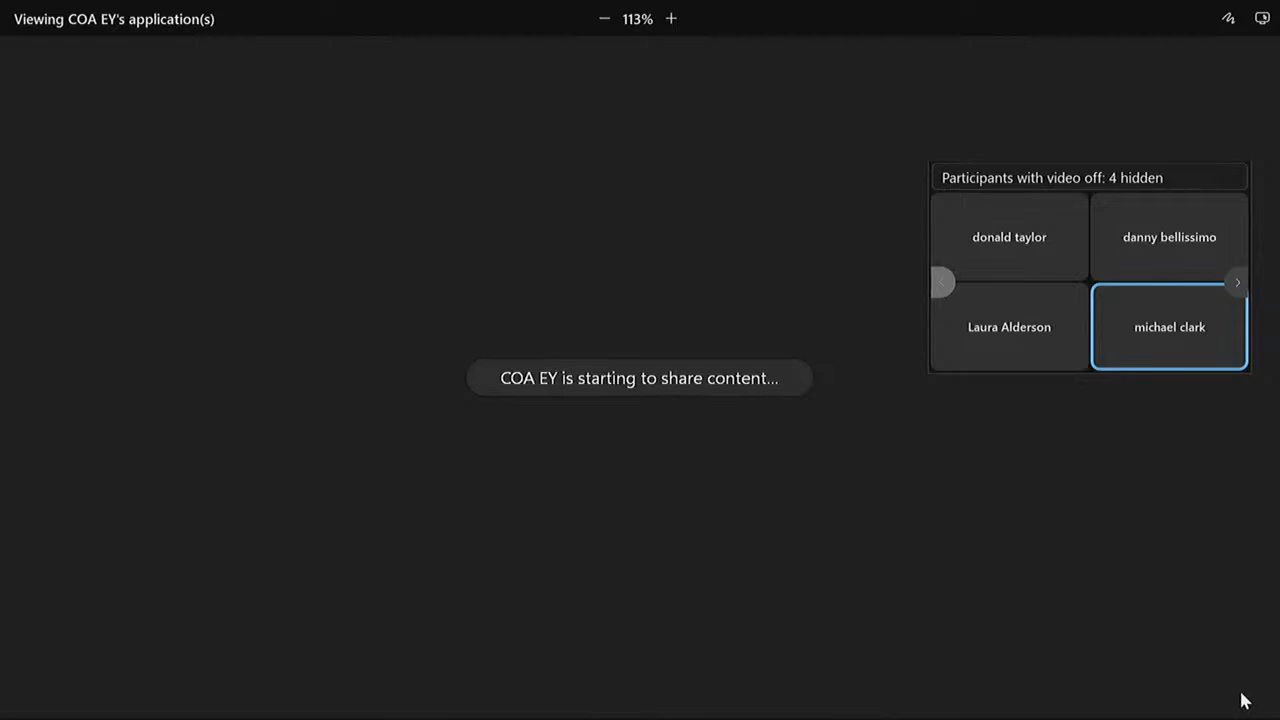 Viewing COA EY's application(s)
113%
Participants with video off: 4 hidden
donald taylor
danny bellissimo
Laura Alderson
michael clark
COA EY is starting to share content...